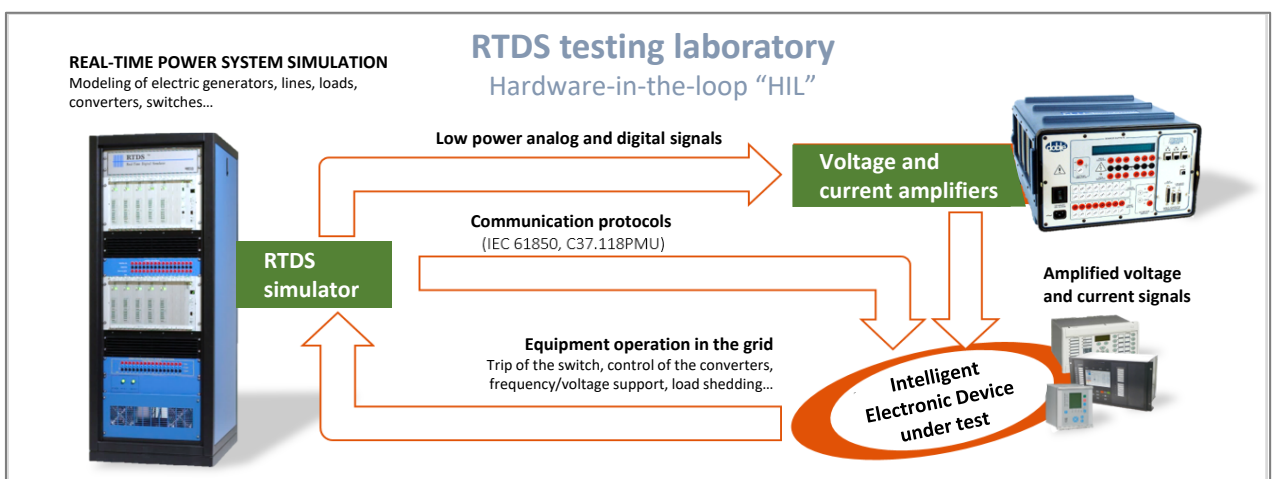 RTDS testing laboratory
Hardware-in-the-loop “HIL”
REAL-TIME POWER SYSTEM SIMULATION
Modeling of electric generators, lines, loads,
converters, switches…
RTDS
Low power analog and digital signals
Voltage and
current amplifiers
doble
Communication protocols
(IEC 61850, C37.118PMU)
RTDS
simulator
Amplified voltage
and current signals
Equipment operation in the grid
Trip of the switch, control of the converters,
frequency/voltage support, load shedding…
Intelligent
Electronic Device
under test